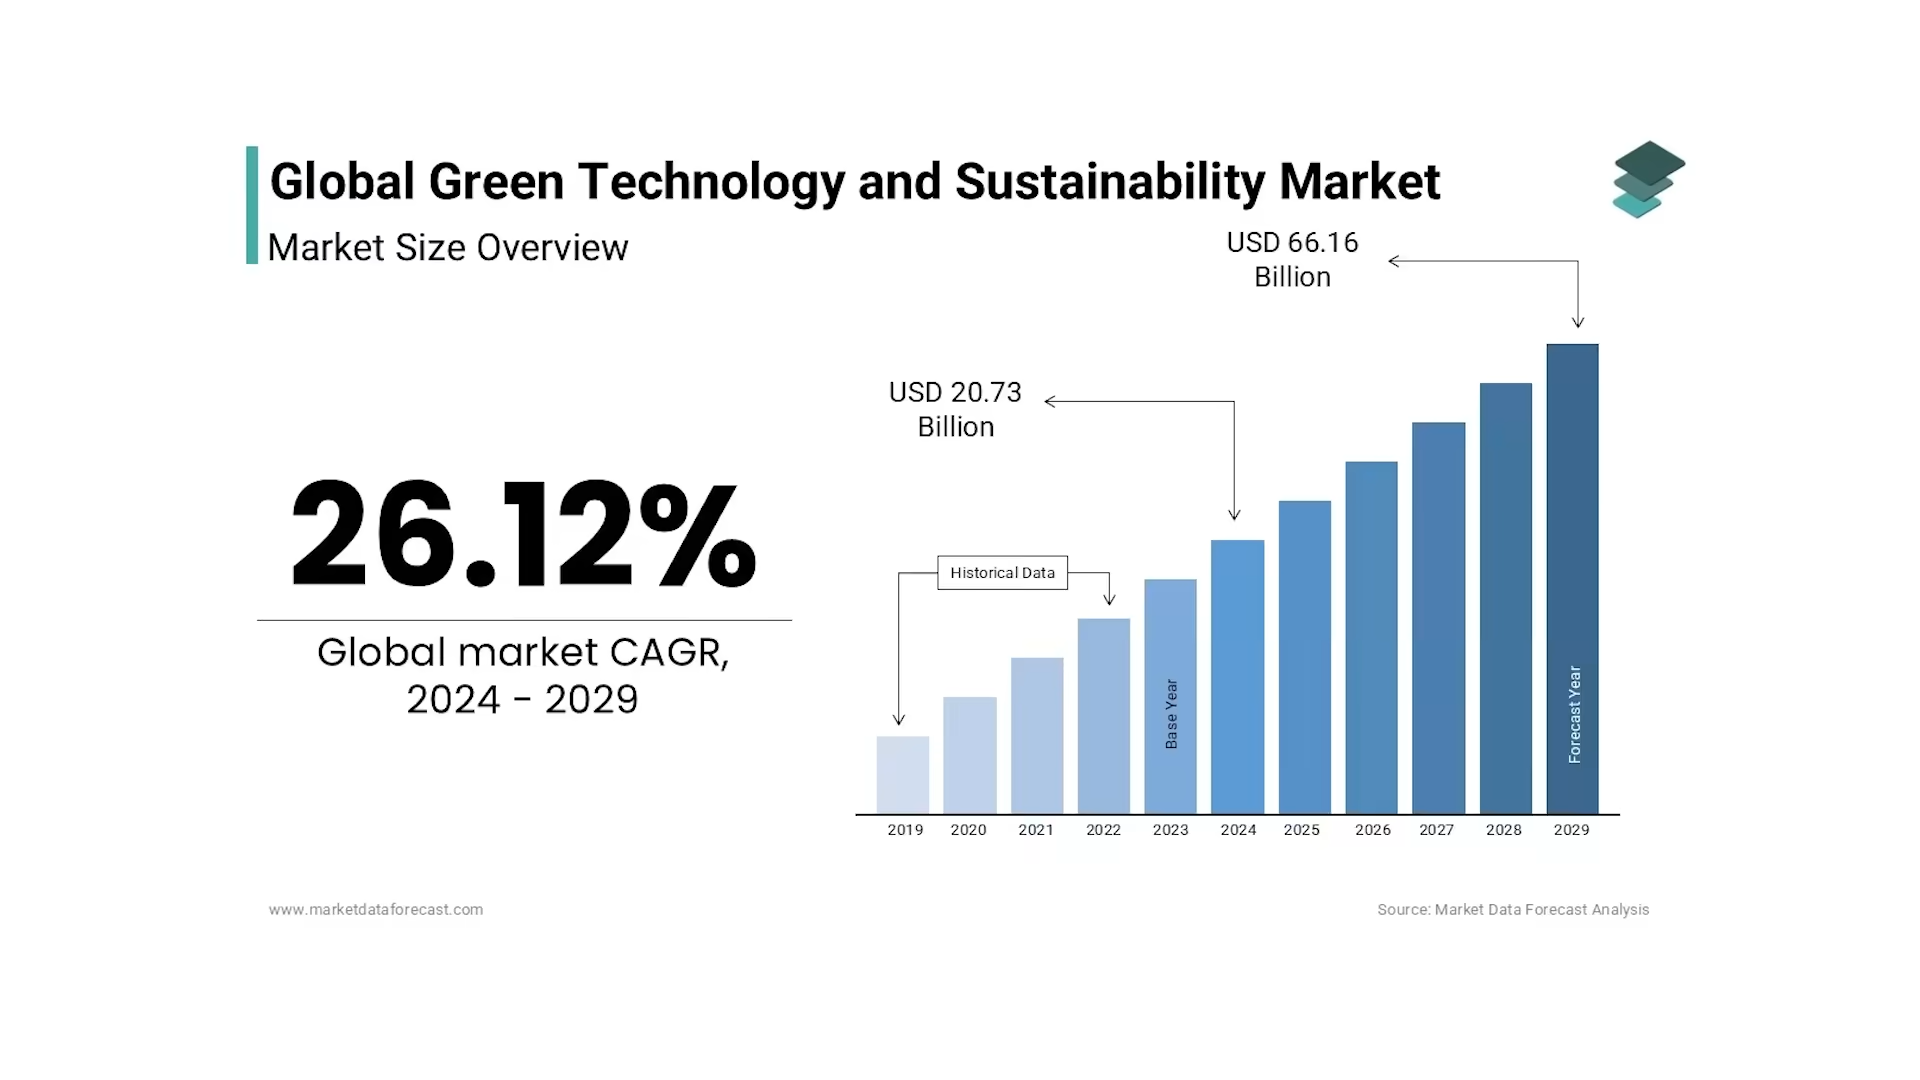 Global Green Technology and Sustainability Market
Market Size Overview
USD 66.16
Billion
USD 20.73
Billion
26.12%
Global market CAGR,
2024 - 2029
Historical Data
Base Year
Forecast Year
2019 2020 2021 2022 2023 2024 2025 2026 2027 2028 2029
www.marketdataforecast.com
Source: Market Data Forecast Analysis